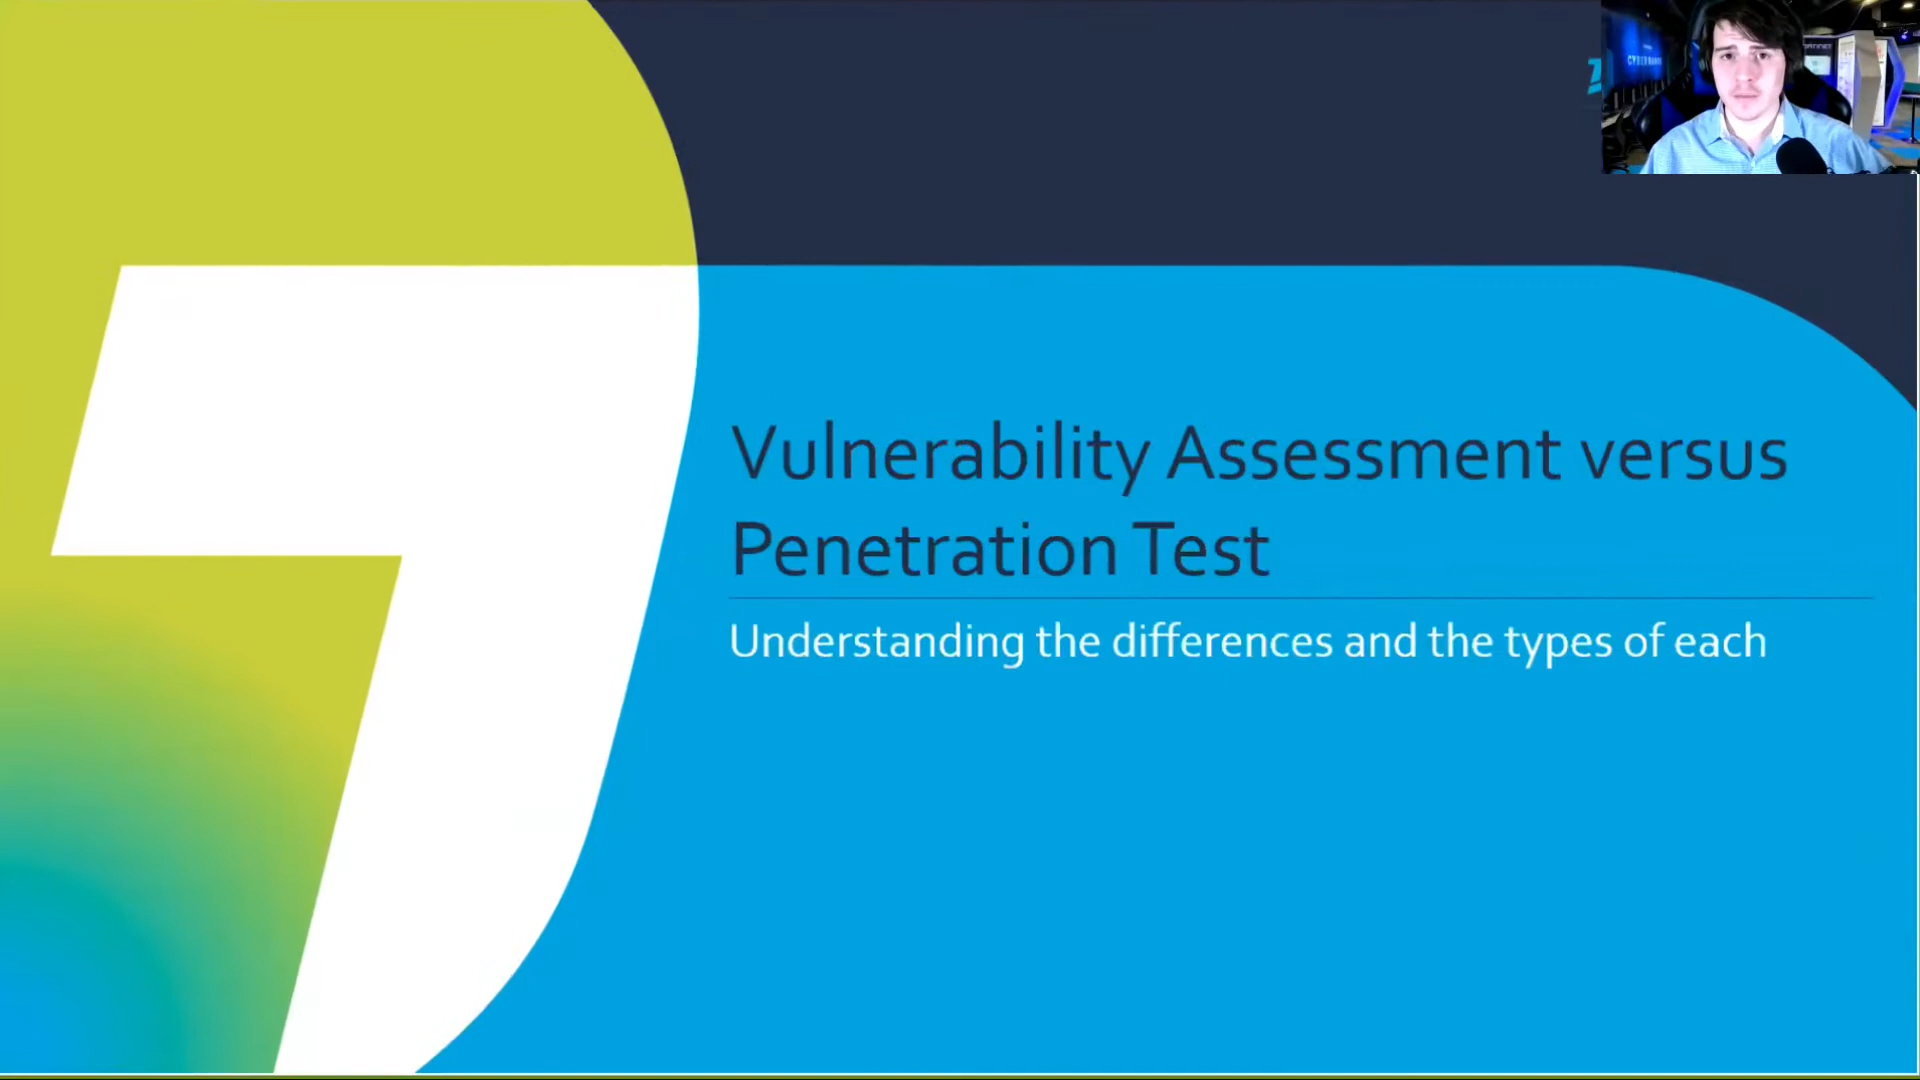 Vulnerability Assessment versus
Penetration Test
Understanding the differences and the types of each